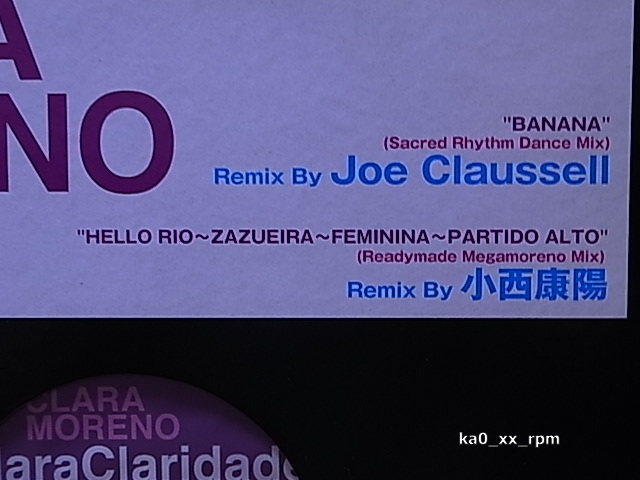 A
NO
"BANANA"
(Sacred Rhythm Dance Mix)
Remix By Joe Claussell
"HELLO RIO~ZAZUEIRA~FEMININA~PARTIDO ALTO"
(Readymade Megamoreno Mix)
Remix By 小西康陽
CLARA
MORENO
laraClaridade
ka0_xx_rpm